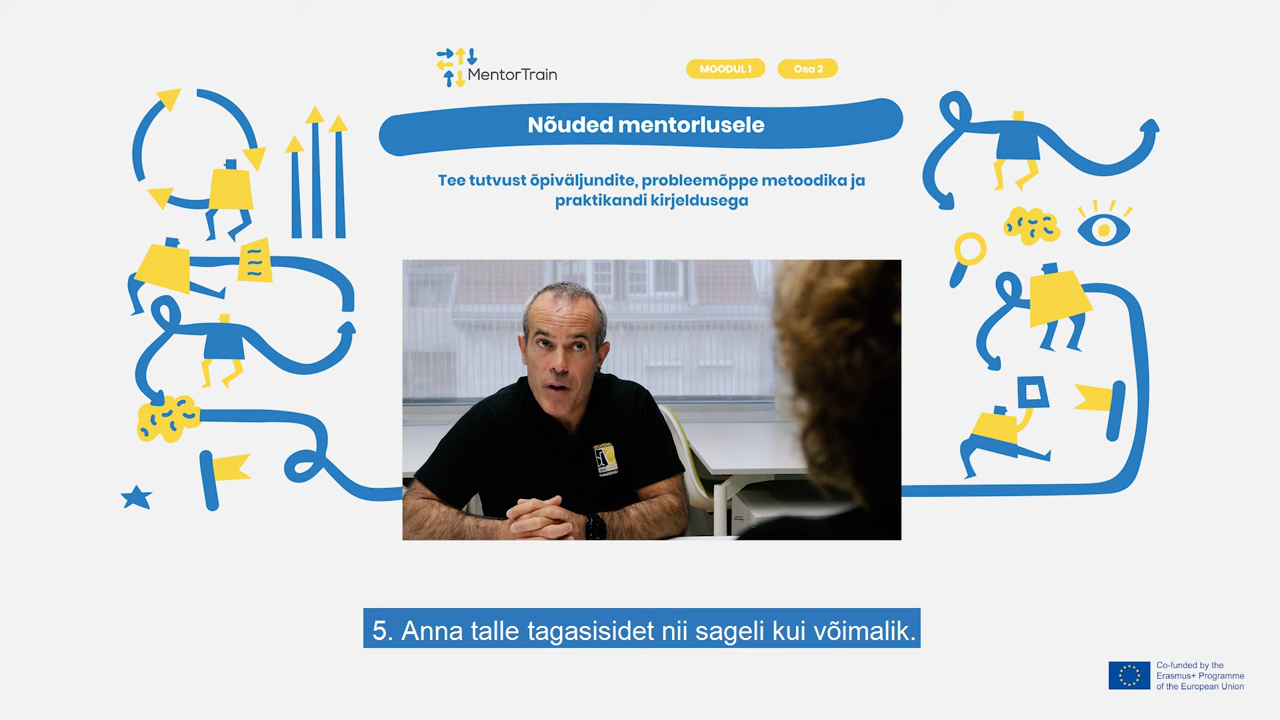 MentorTrain
MOODUL 1
Osa 2
Nõuded mentorlusele
Tee tutvust õpiväljundite, probleemõppe metoodika ja
praktikandi kirjeldusega
5. Anna talle tagasisidet nii sageli kui võimalik.
Co-funded by the
Erasmus+ Programme
of the European Union